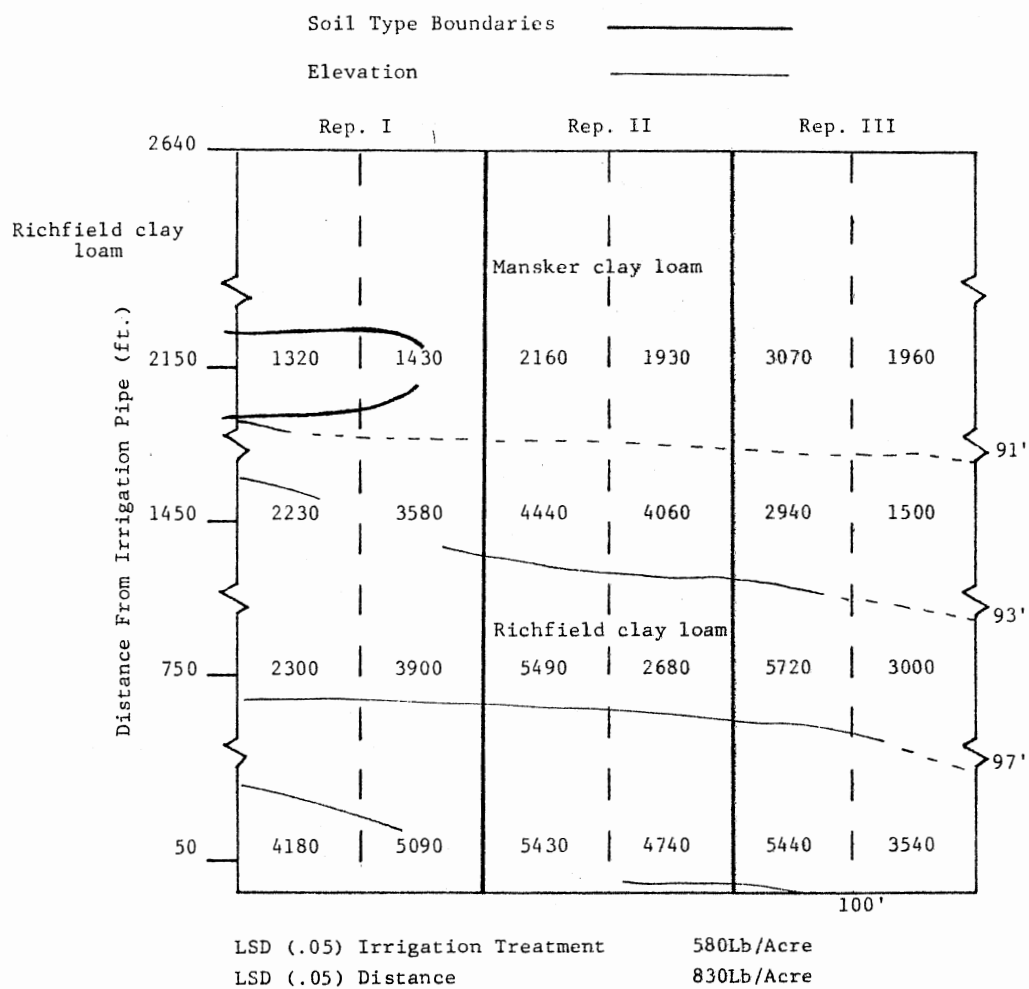 Soil Type Boundaries
Elevation
Rep. I Rep. II Rep. III
2640
Richfield clay
loam
Mansker clay loam
Distance From Irrigation Pipe (ft.)
2150 1320 1430 2160 1930 3070 1960
91'
1450 2230 3580 4440 4060 2940 1500
93'
Richfield clay loam
750 2300 3900 5490 2680 5720 3000
97'
50 4180 5090 5430 4740 5440 3540
100'
LSD (.05) Irrigation Treatment 580Lb/Acre
LSD (.05) Distance 830Lb/Acre